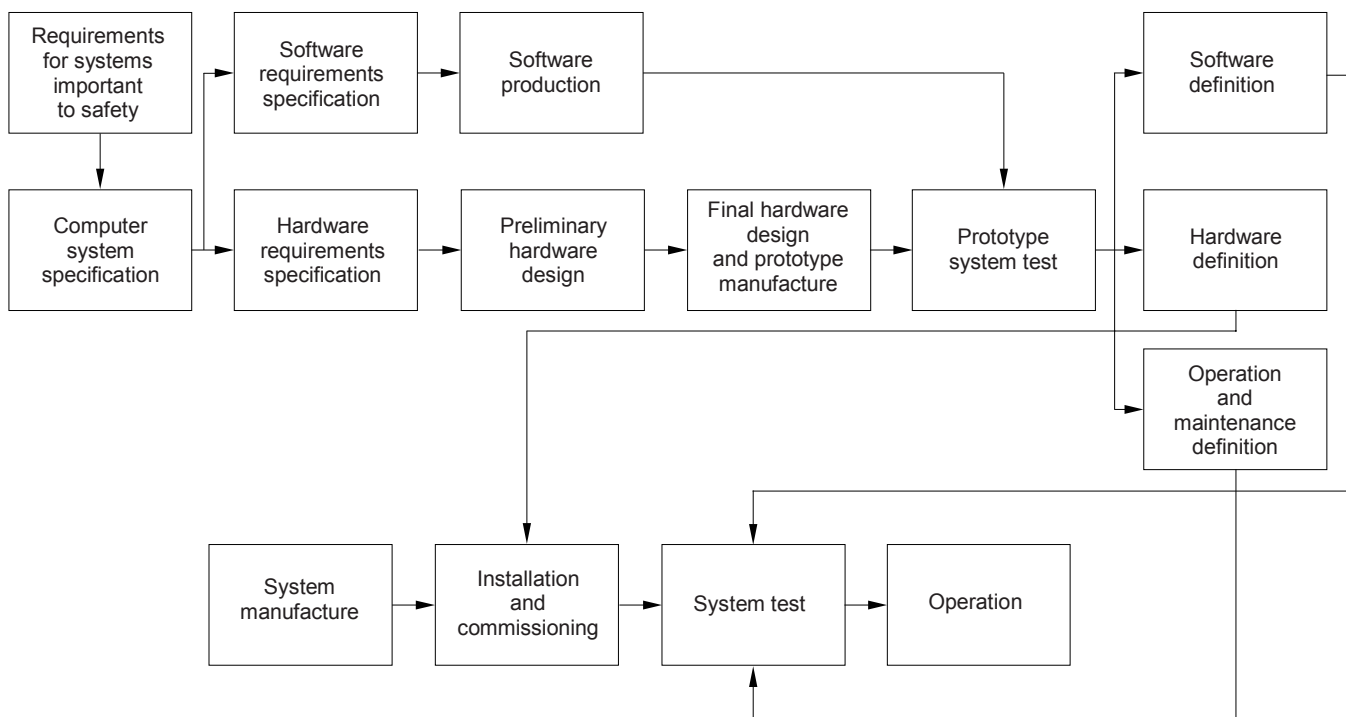 Requirements
for systems
important
to safety
Software
requirements
specification
Software
production
Software
definition
Computer
system
specification
Hardware
requirements
specification
Preliminary
hardware
design
Final hardware
design
and prototype
manufacture
Prototype
system test
Hardware
definition
Operation
and
maintenance
definition
System
manufacture
Installation
and
commissioning
System test
Operation